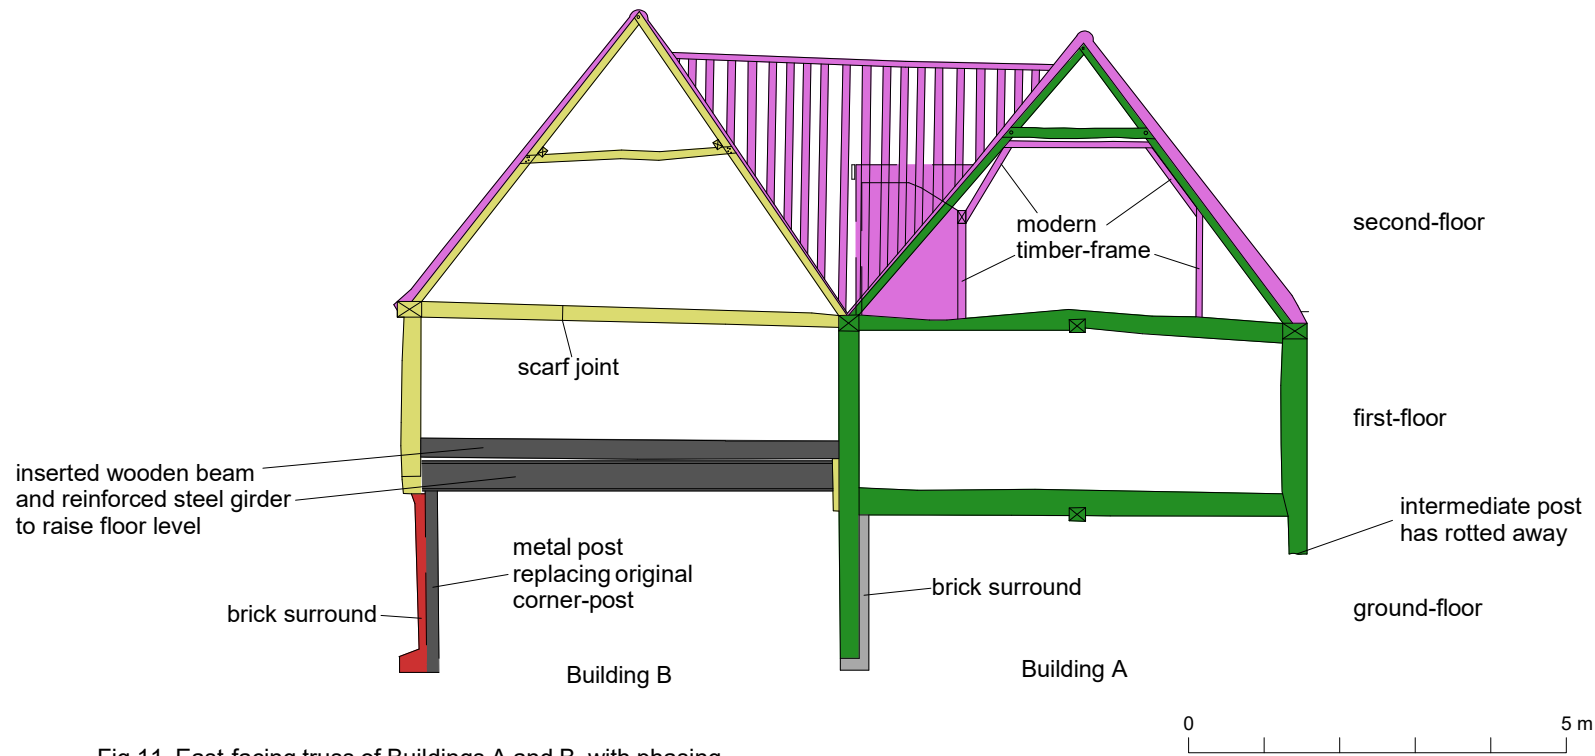 modern
timber-frame
second-floor
scarf joint
first-floor
inserted wooden beam
and reinforced steel girder
to raise floor level
intermediate post
has rotted away
metal post
replacing original
corner-post
brick surround
brick surround
ground-floor
Building B
Building A
0
5 m
Fig 11 East-facing truss of Buildings A and B, with phasing